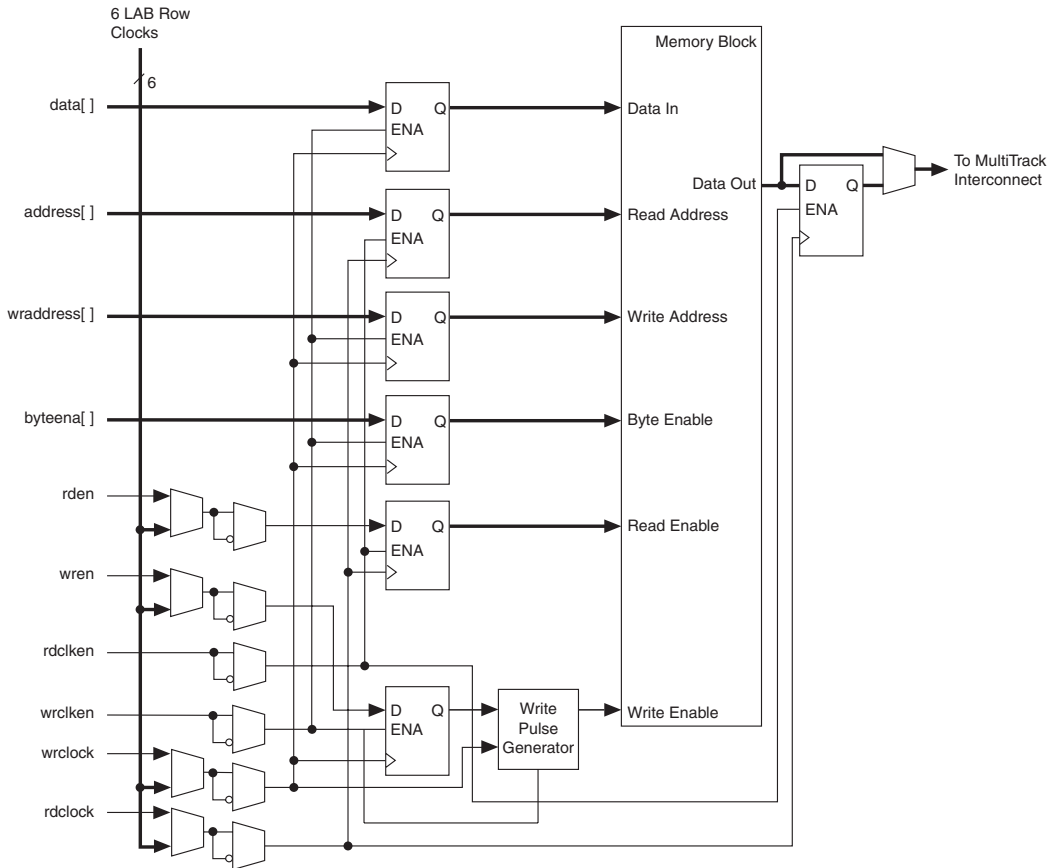 6 LAB Row
Clocks
6
Memory Block
data[ ]
D Q
ENA
Data In
Data Out
D Q
ENA
To MultiTrack
Interconnect
address[ ]
D Q
ENA
Read Address
wraddress[ ]
D Q
ENA
Write Address
byteena[ ]
D Q
ENA
Byte Enable
rden
D Q
ENA
Read Enable
wren
rdclken
wrclken
D Q
ENA
Write
Pulse
Generator
Write Enable
wrclock
rdclock